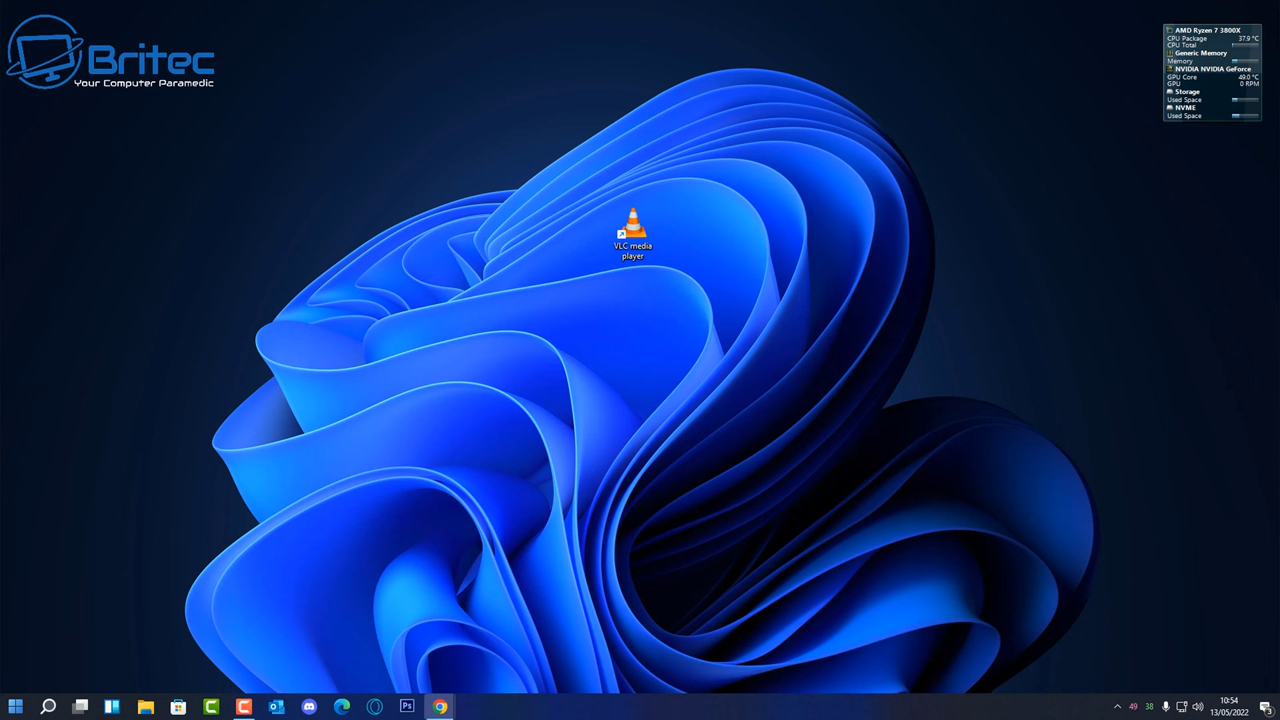 Britec
Your Computer Paramedic
AMD Ryzen 7 3800X
CPU Package 37.9 °C
CPU Total
Generic Memory
Memory
NVIDIA NVIDIA GeForce
GPU Core 49.0 °C
GPU 0 RPM
Storage
Used Space
NVME
Used Space
VLC media
player
Ps
49 38
10:54
13/05/2022
3